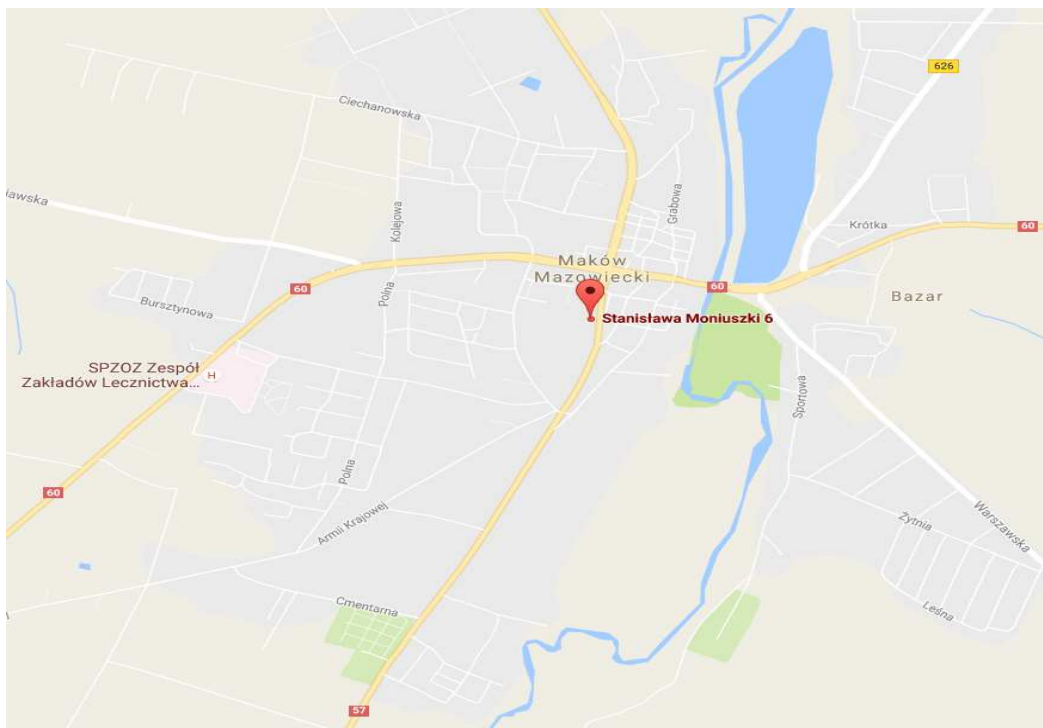 626
Ciechanowska
Grabowa
iawska
Kolejowa
Krótka
60
Maków
Mazowiecki
60
60
Bazar
Polna
Bursztynowa
Stanisława Moniuszki 6
SPZOZ Zespół
Zakładów Lecznictwa...
H
Sportowa
Polna
60
Armii Krajowej
Żytnia
Warszawska
Cmentarna
Leśna
57